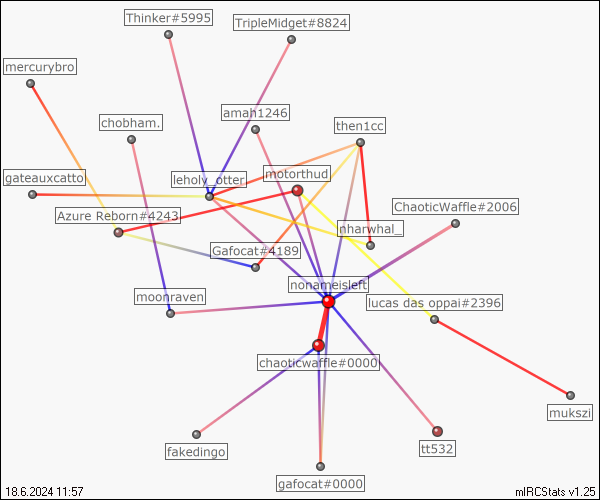 Thinker#5995
TripleMidget#8824
mercurybro
amah1246
chobham.
then1cc
gateauxcatto
leholy_otter
motorthud
Azure Reborn#4243
ChaoticWaffle#2006
nharwhal_
Gafocat#4189
nonameisleft
moonraven
lucas das oppai#2396
chaoticwaffle#0000
mukszi
fakedingo
tt532
gafocat#0000
18.6.2024 11:57
mIRCStats v1.25